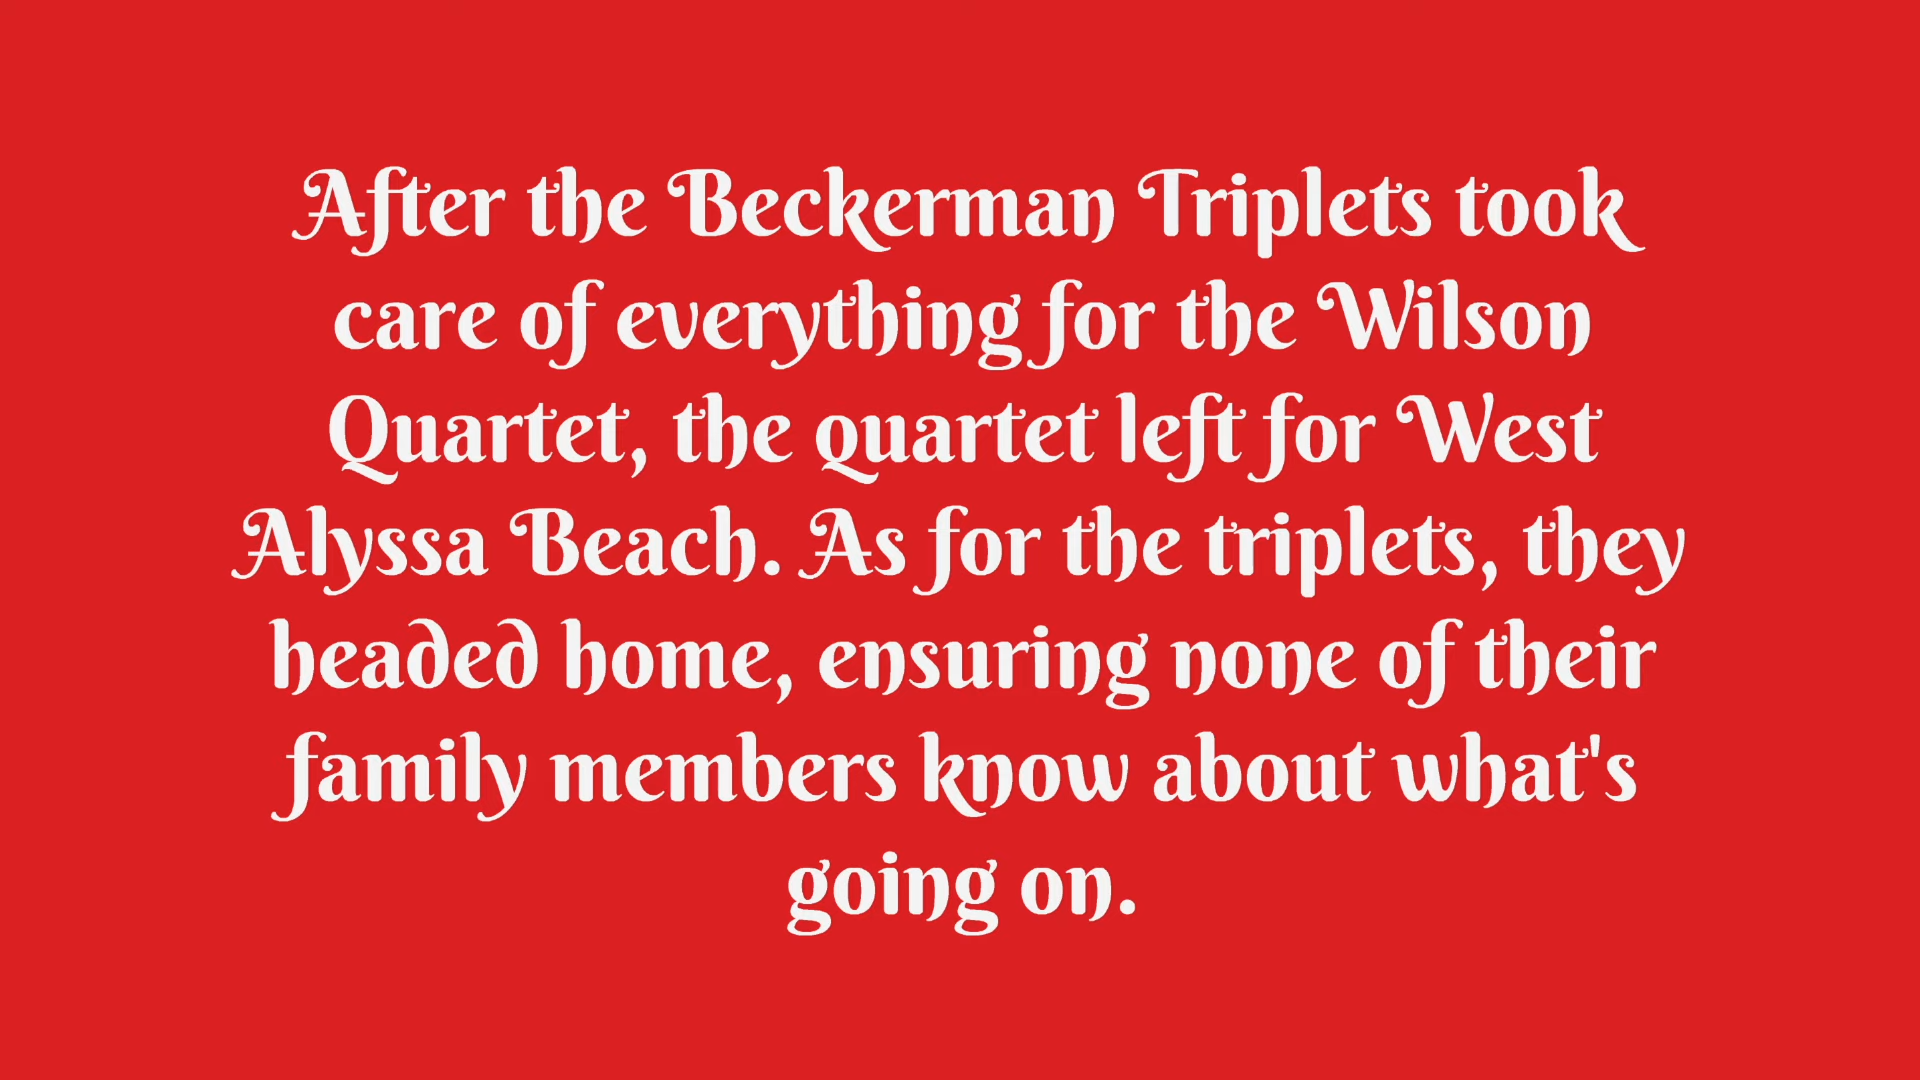 After the Beckerman Triplets took
care of everything for the Wilson
Quartet, the quartet left for West
Alyssa Beach. As for the triplets, they
headed home, ensuring none of their
family members know about what's
going on.